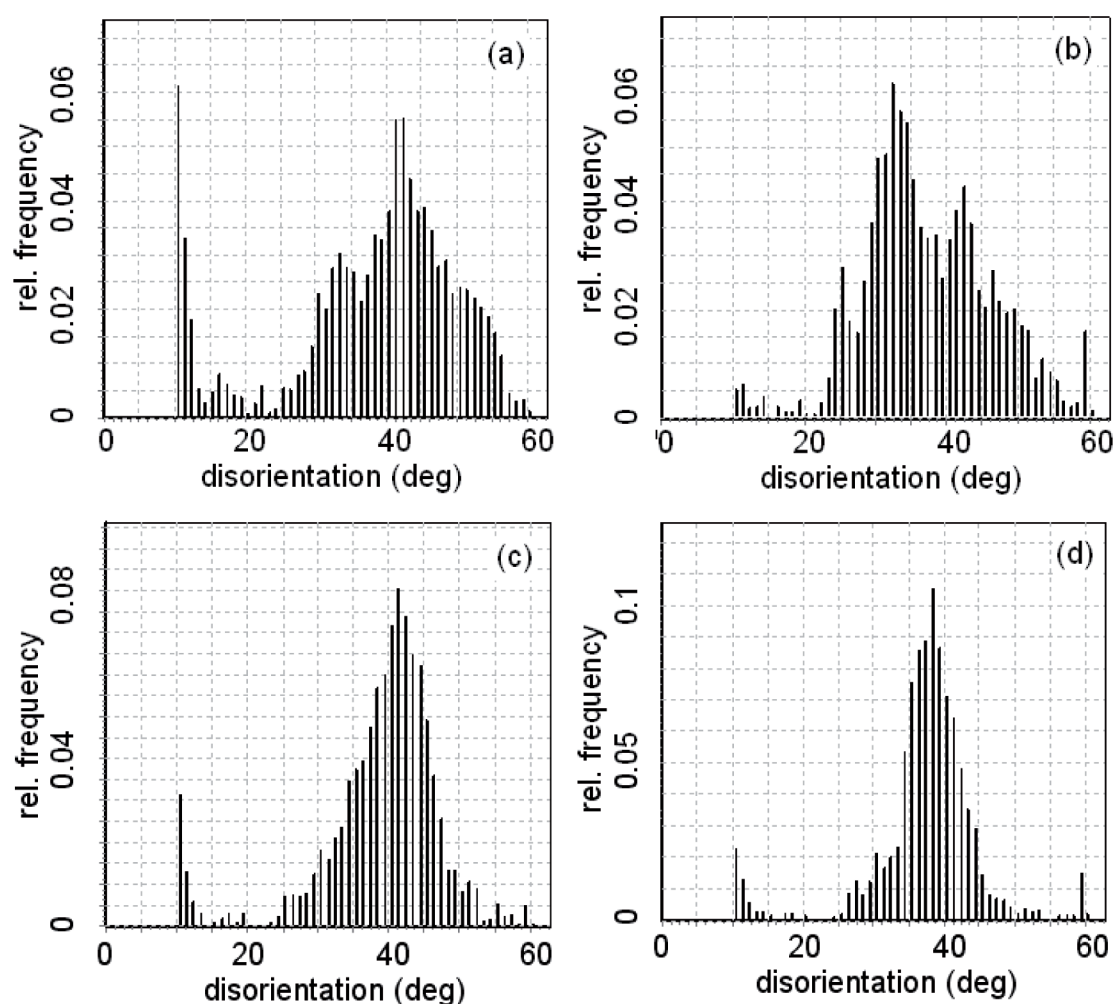 (a)
rel. frequency
0.06
0.04
0.02
0
0 20 40 60
disorientation (deg)
(b)
rel. frequency
0.06
0.04
0.02
0
0 20 40 60
disorientation (deg)
(c)
rel. frequency
0.08
0.04
0
0 20 40 60
disorientation (deg)
(d)
rel. frequency
0.1
0.05
0
0 20 40 60
disorientation (deg)